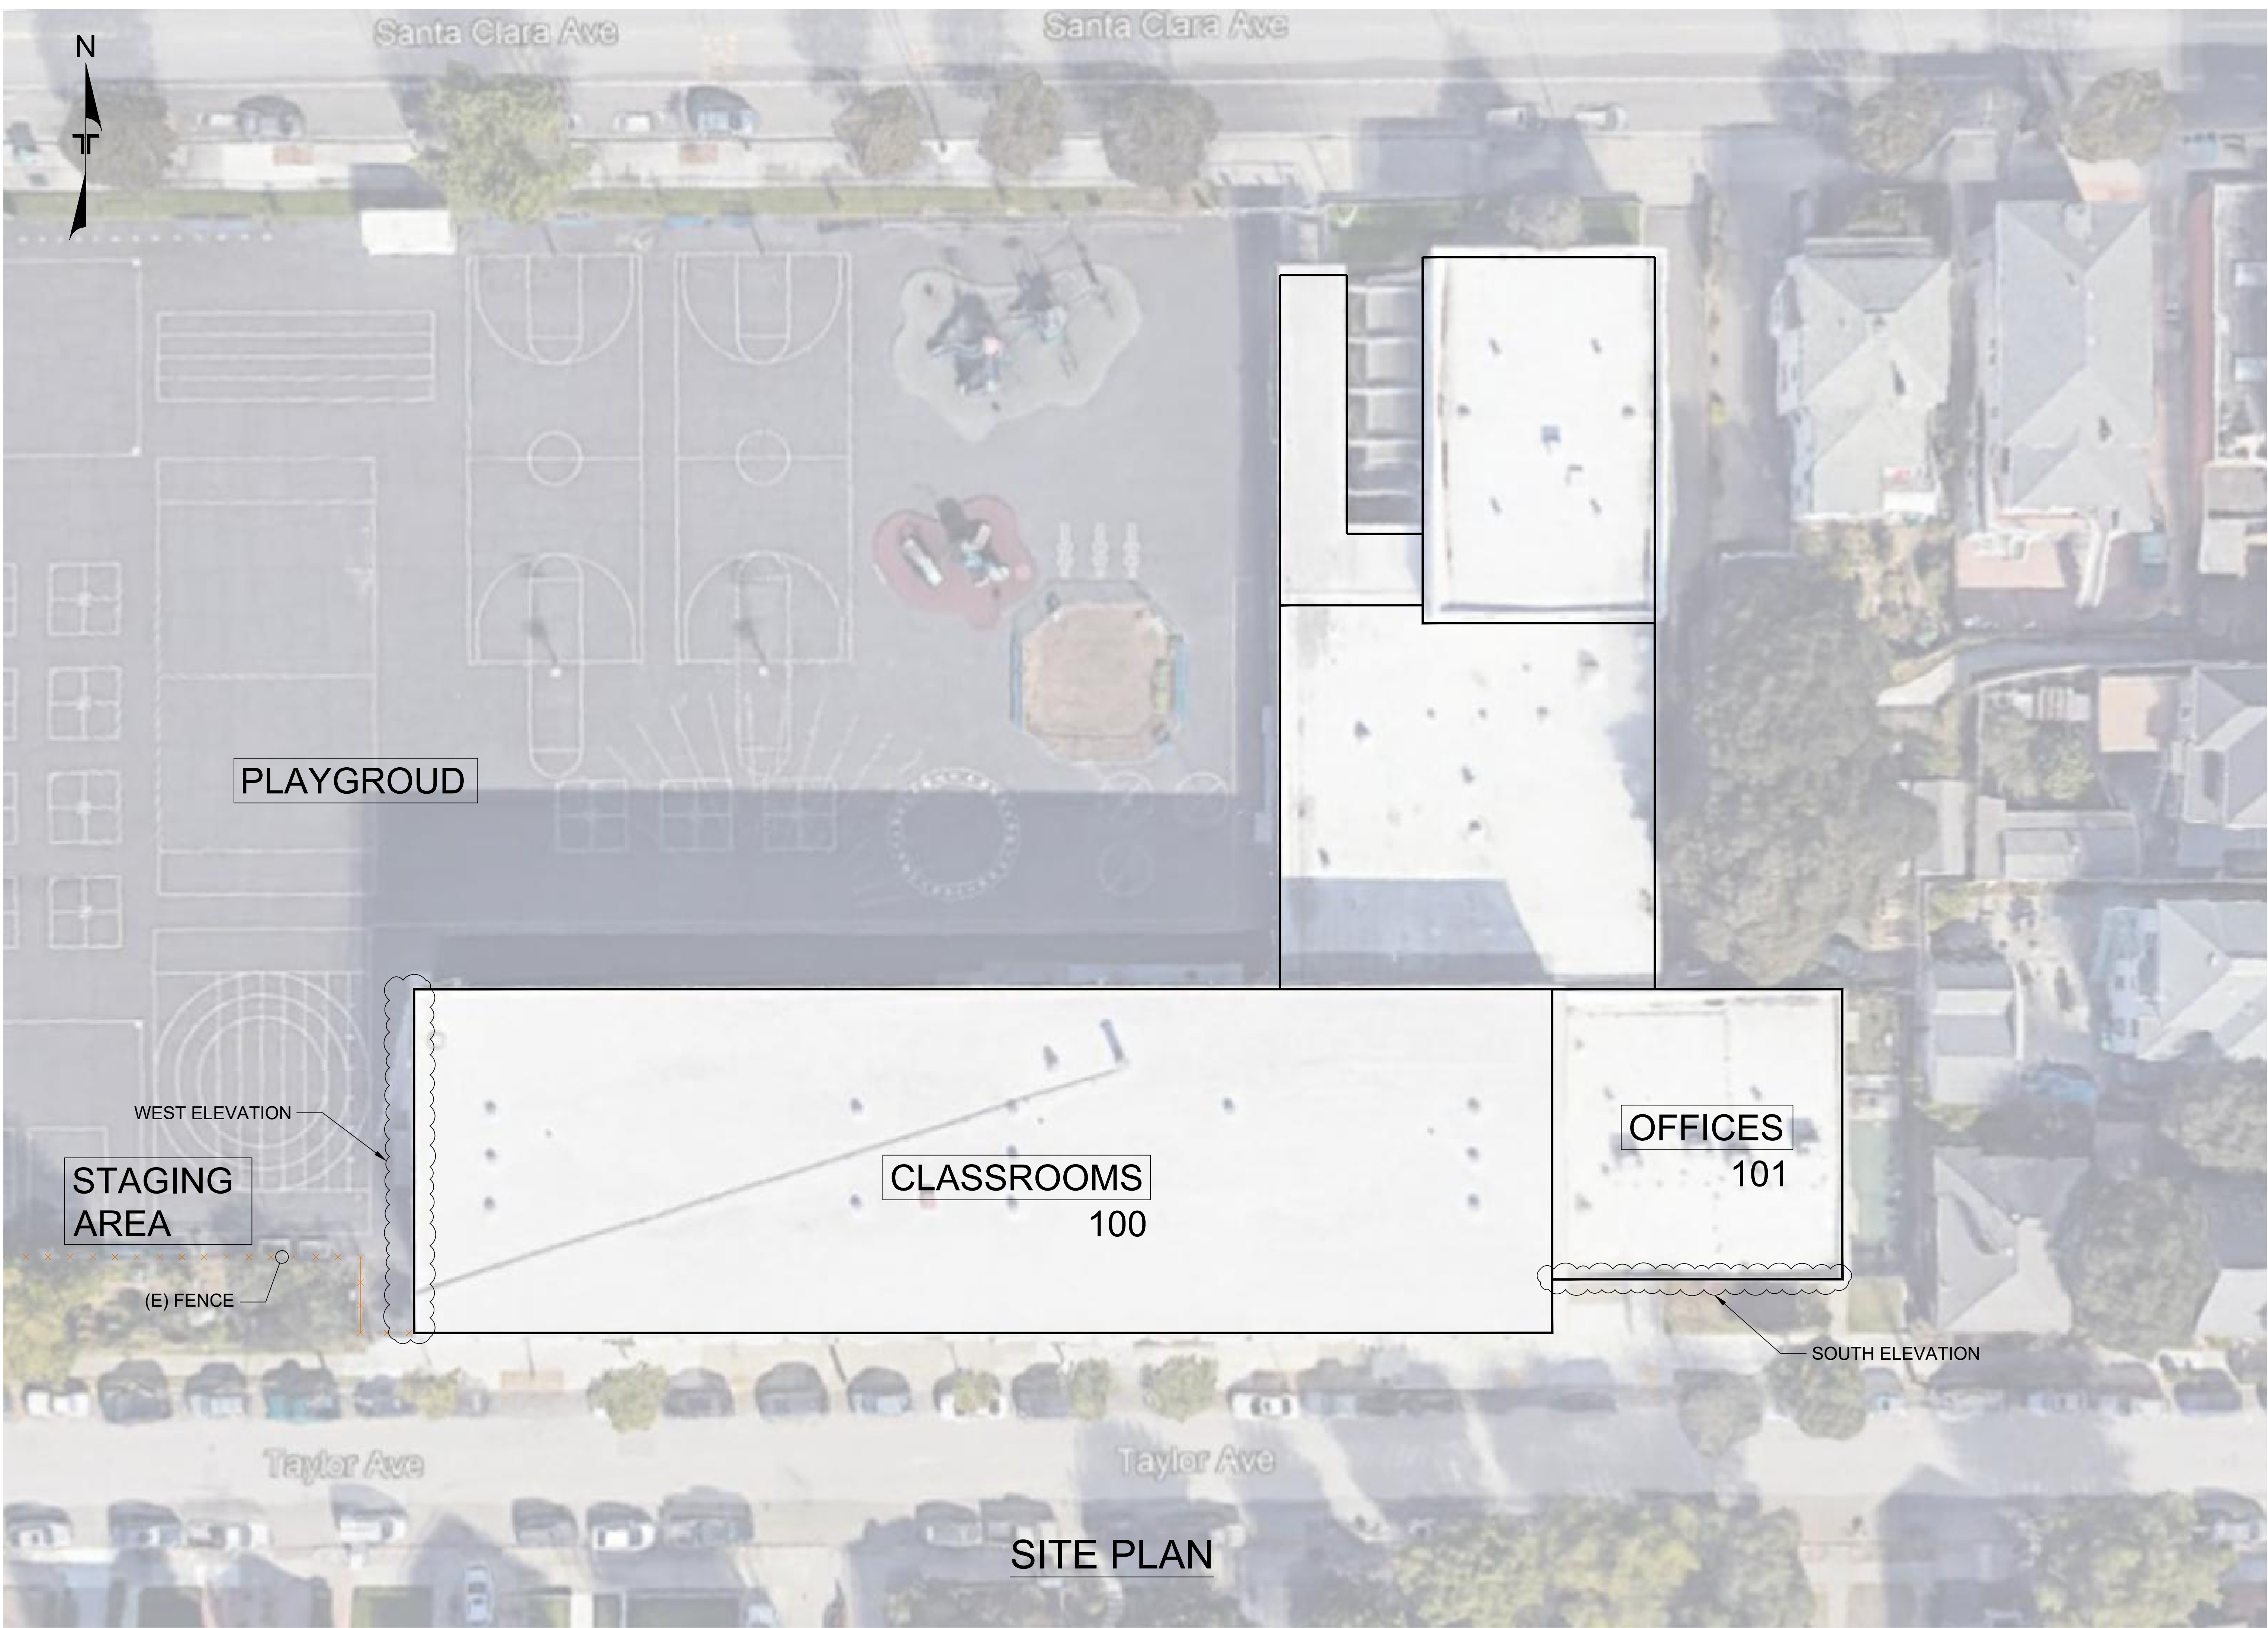 Santa Clara Ave
Santa Clara Ave
N
PLAYGROUD
WEST ELEVATION
STAGING
AREA
(E) FENCE
CLASSROOMS
100
OFFICES
101
SOUTH ELEVATION
Taylor Ave
Taylor Ave
SITE PLAN